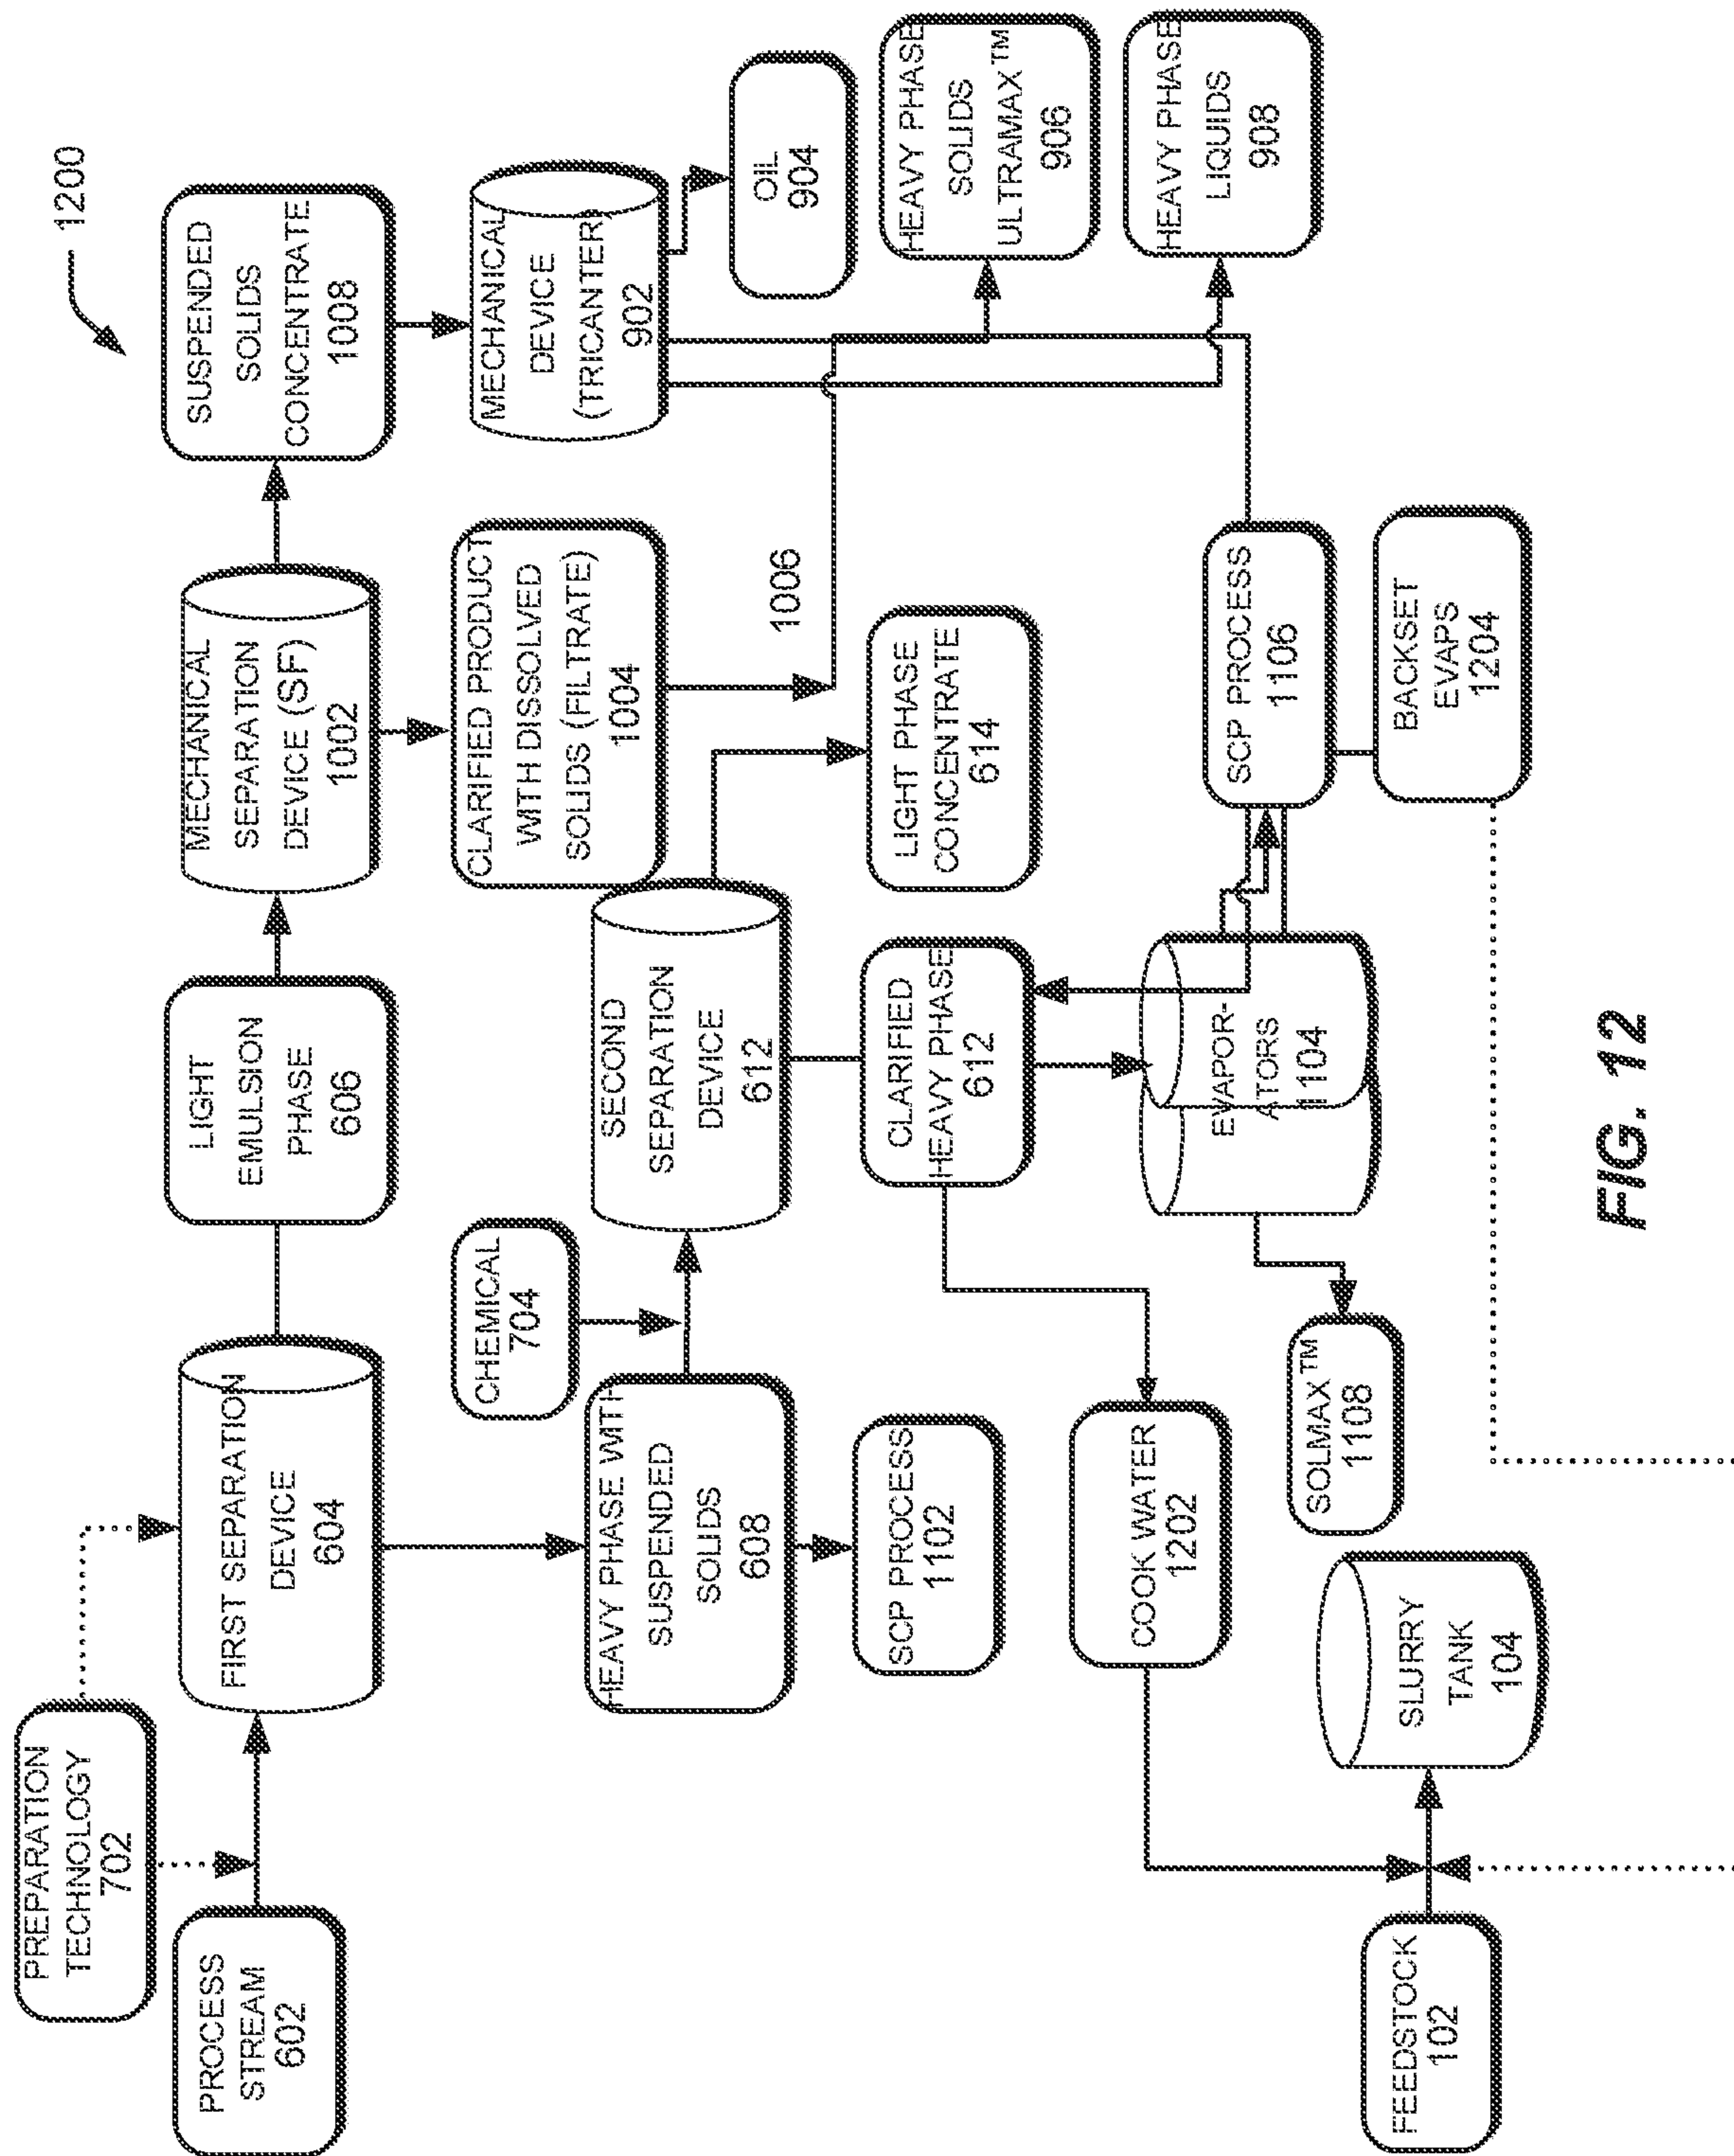 1200
PREPARATION
TECHNOLOGY
702
PROCESS
STREAM
602
FIRST SEPARATION
DEVICE
604
LIGHT
EMULSION
PHASE
606
MECHANICAL
SEPARATION
DEVICE (SF)
1002
SUSPENDED
SOLIDS
CONCENTRATE
1008
HEAVY PHASE WITH
SUSPENDED
SOLIDS
608
CHEMICAL
704
SECOND
SEPARATION
DEVICE
612
CLARIFIED PRODUCT
WITH DISSOLVED
SOLIDS (FILTRATE)
1004
MECHANICAL
DEVICE
(TRICANTER)
902
OIL
904
1006
SCP PROCESS
1102
CLARIFIED
HEAVY PHASE
612
LIGHT PHASE
CONCENTRATE
614
HEAVY PHASE
SOLIDS
ULTRAMAX™
906
COOK WATER
1202
EVAPOR-
ATORS
1104
SCP PROCESS
1106
HEAVY PHASE
LIQUIDS
908
SOLMAX™
1108
BACKSET
EVAPS
1204
FEEDSTOCK
102
SLURRY
TANK
104
FIG. 12